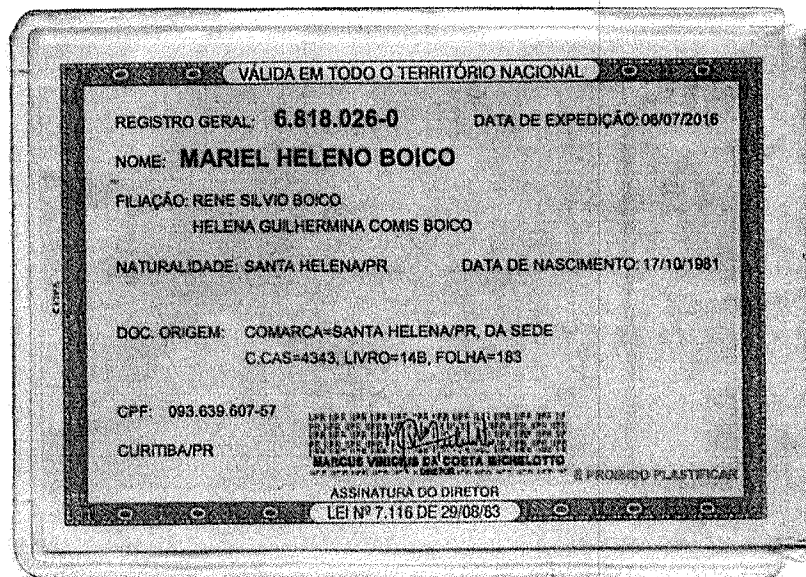 VÁLIDA EM TODO O TERRITÓRIO NACIONAL
REGISTRO GERAL: 6.818.026-0 DATA DE EXPEDIÇÃO: 06/07/2016
NOME: MARIEL HELENO BOICO
FILIAÇÃO: RENE SILVIO BOICO
HELENA GUILHERMINA COMIS BOICO
NATURALIDADE: SANTA HELENA/PR DATA DE NASCIMENTO: 17/10/1981
DOC. ORIGEM: COMARCA=SANTA HELENA/PR, DA SEDE
C.CAS=4343, LIVRO=14B, FOLHA=183
CPF: 093.639.607-57
CURITIBA/PR
MARCUS VINICIUS DA COSTA MICHELOTTO
É PROIBIDO PLASTIFICAR
ASSINATURA DO DIRETOR
LEI Nº 7.116 DE 29/08/83